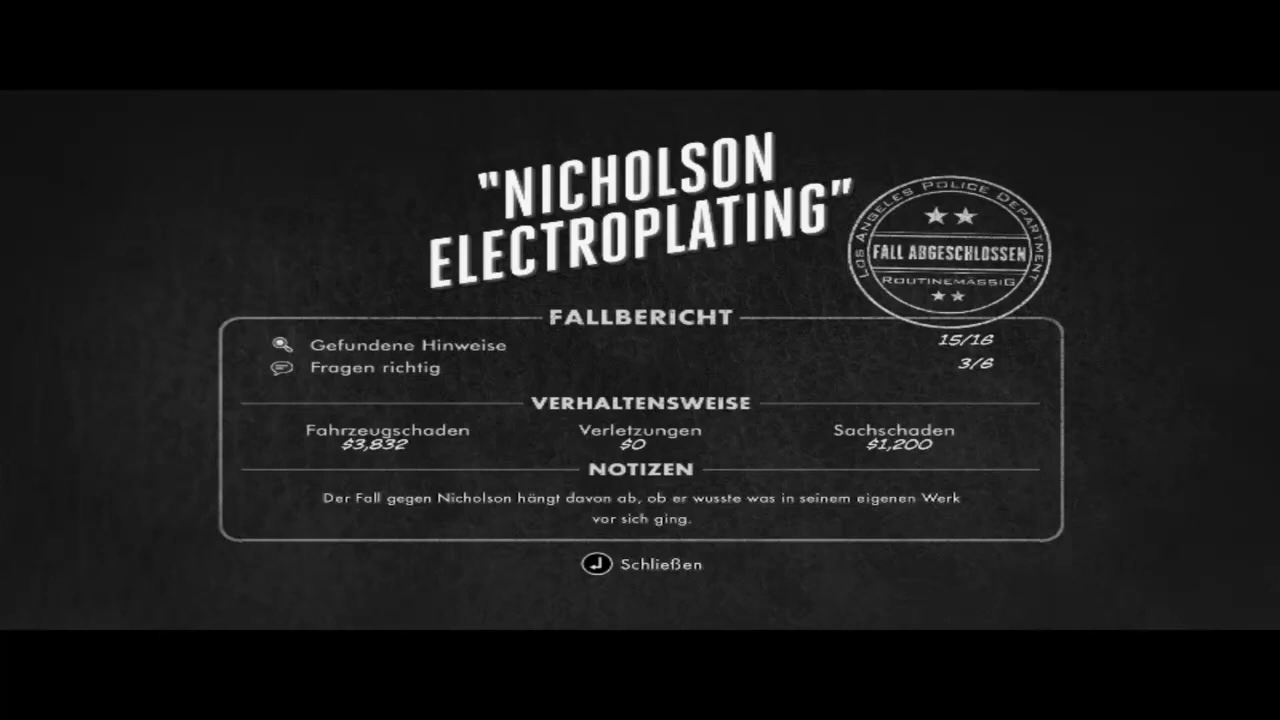 "NICHOLSON
ELECTROPLATING"
LOS ANGELES POLICE DEPARTMENT
FALL ABGESCHLOSSEN
ROUTINEMÄSSIG
FALLBERICHT
Gefundene Hinweise 15/16
Fragen richtig 3/6
VERHALTENSWEISE
Fahrzeugschaden Verletzungen Sachschaden
$3,832 $0 $1,200
NOTIZEN
Der Fall gegen Nicholson hängt davon ab, ob er wusste was in seinem eigenen Werk
vor sich ging.
Schließen